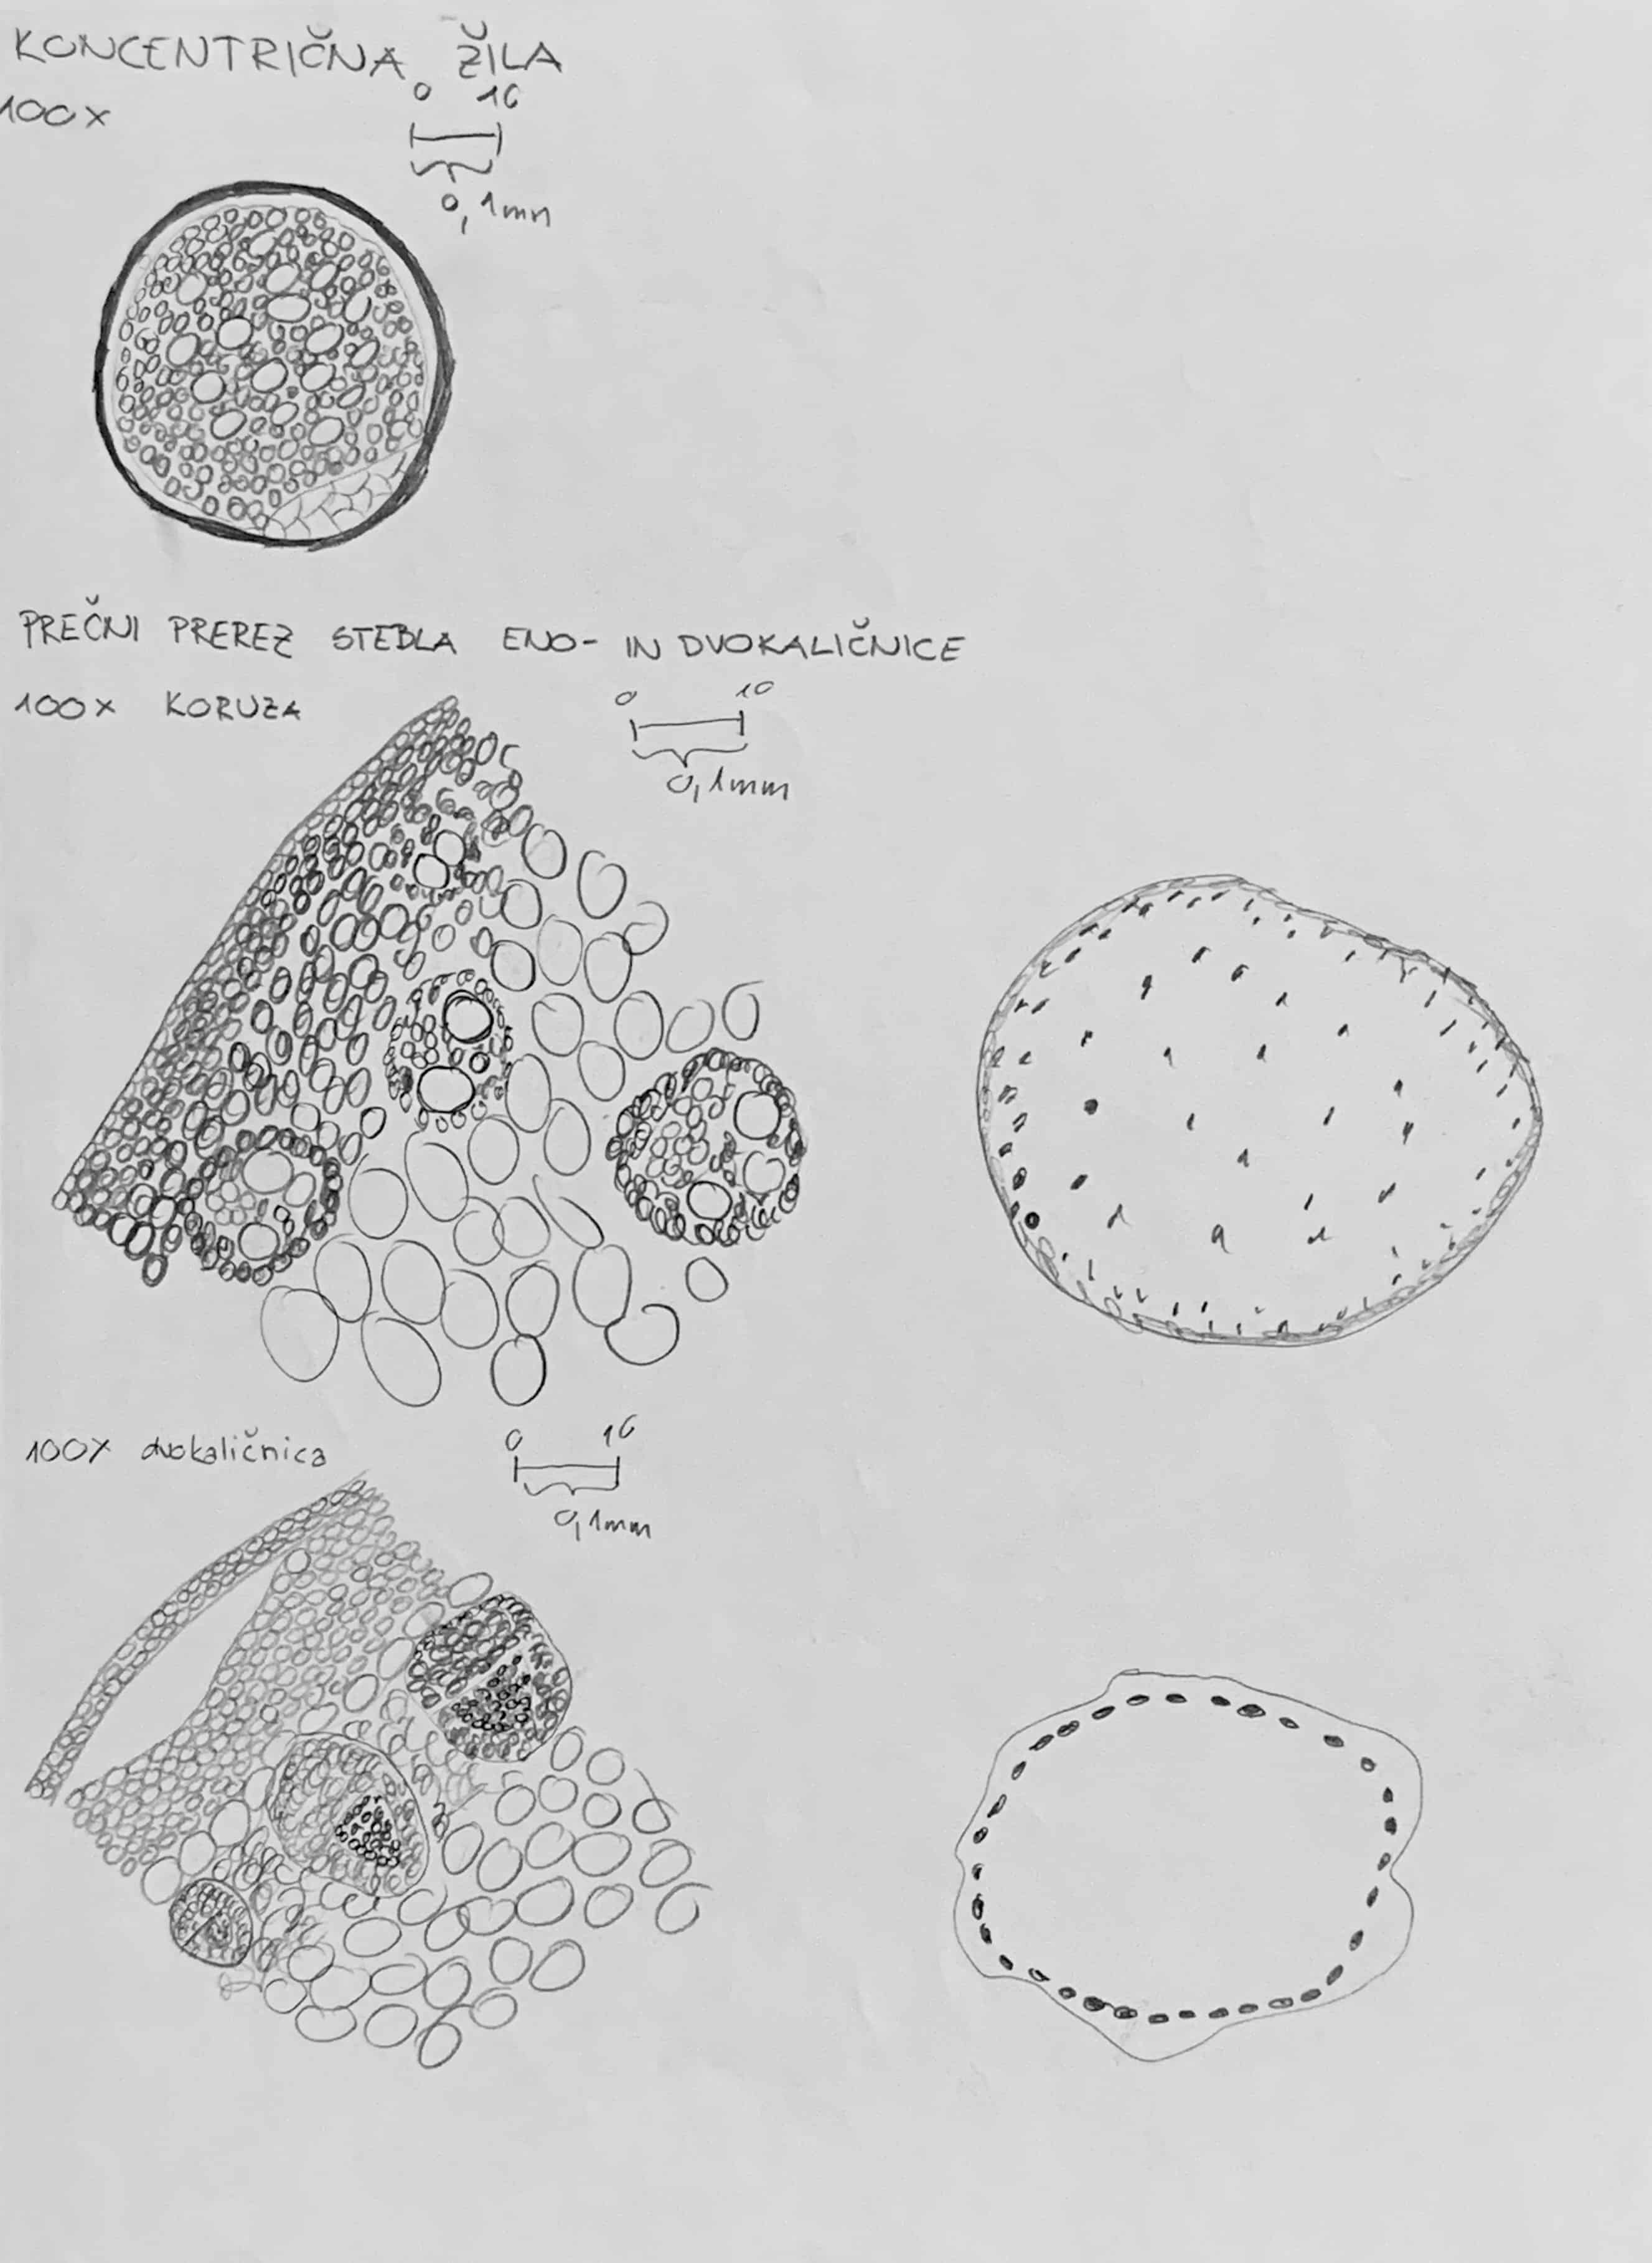 KONCENTRIČNA ŽILA
100x
0 10
0,1mm
PREČNI PREREZ STEBLA ENO- IN DVOKALIČNICE
100x KORUZA
0 10
0,1mm
100x dvokaličnica
0 10
0,1mm